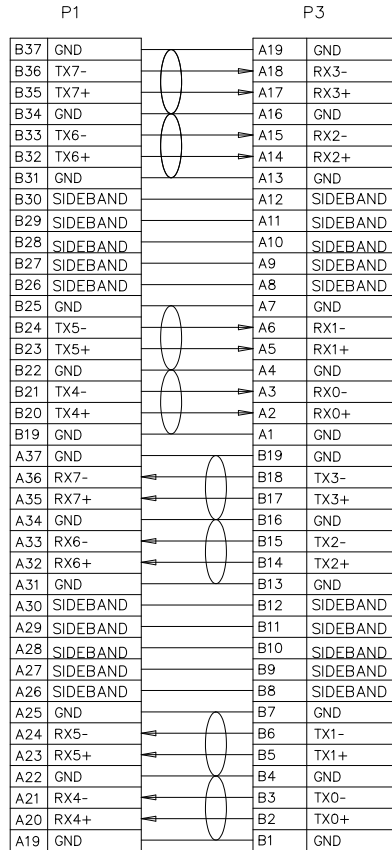 P1 P3
B37 GND A19 GND
B36 TX7- A18 RX3-
B35 TX7+ A17 RX3+
B34 GND A16 GND
B33 TX6- A15 RX2-
B32 TX6+ A14 RX2+
B31 GND A13 GND
B30 SIDEBAND A12 SIDEBAND
B29 SIDEBAND A11 SIDEBAND
B28 SIDEBAND A10 SIDEBAND
B27 SIDEBAND A9 SIDEBAND
B26 SIDEBAND A8 SIDEBAND
B25 GND A7 GND
B24 TX5- A6 RX1-
B23 TX5+ A5 RX1+
B22 GND A4 GND
B21 TX4- A3 RX0-
B20 TX4+ A2 RX0+
B19 GND A1 GND
A37 GND B19 GND
A36 RX7- B18 TX3-
A35 RX7+ B17 TX3+
A34 GND B16 GND
A33 RX6- B15 TX2-
A32 RX6+ B14 TX2+
A31 GND B13 GND
A30 SIDEBAND B12 SIDEBAND
A29 SIDEBAND B11 SIDEBAND
A28 SIDEBAND B10 SIDEBAND
A27 SIDEBAND B9 SIDEBAND
A26 SIDEBAND B8 SIDEBAND
A25 GND B7 GND
A24 RX5- B6 TX1-
A23 RX5+ B5 TX1+
A22 GND B4 GND
A21 RX4- B3 TX0-
A20 RX4+ B2 TX0+
A19 GND B1 GND